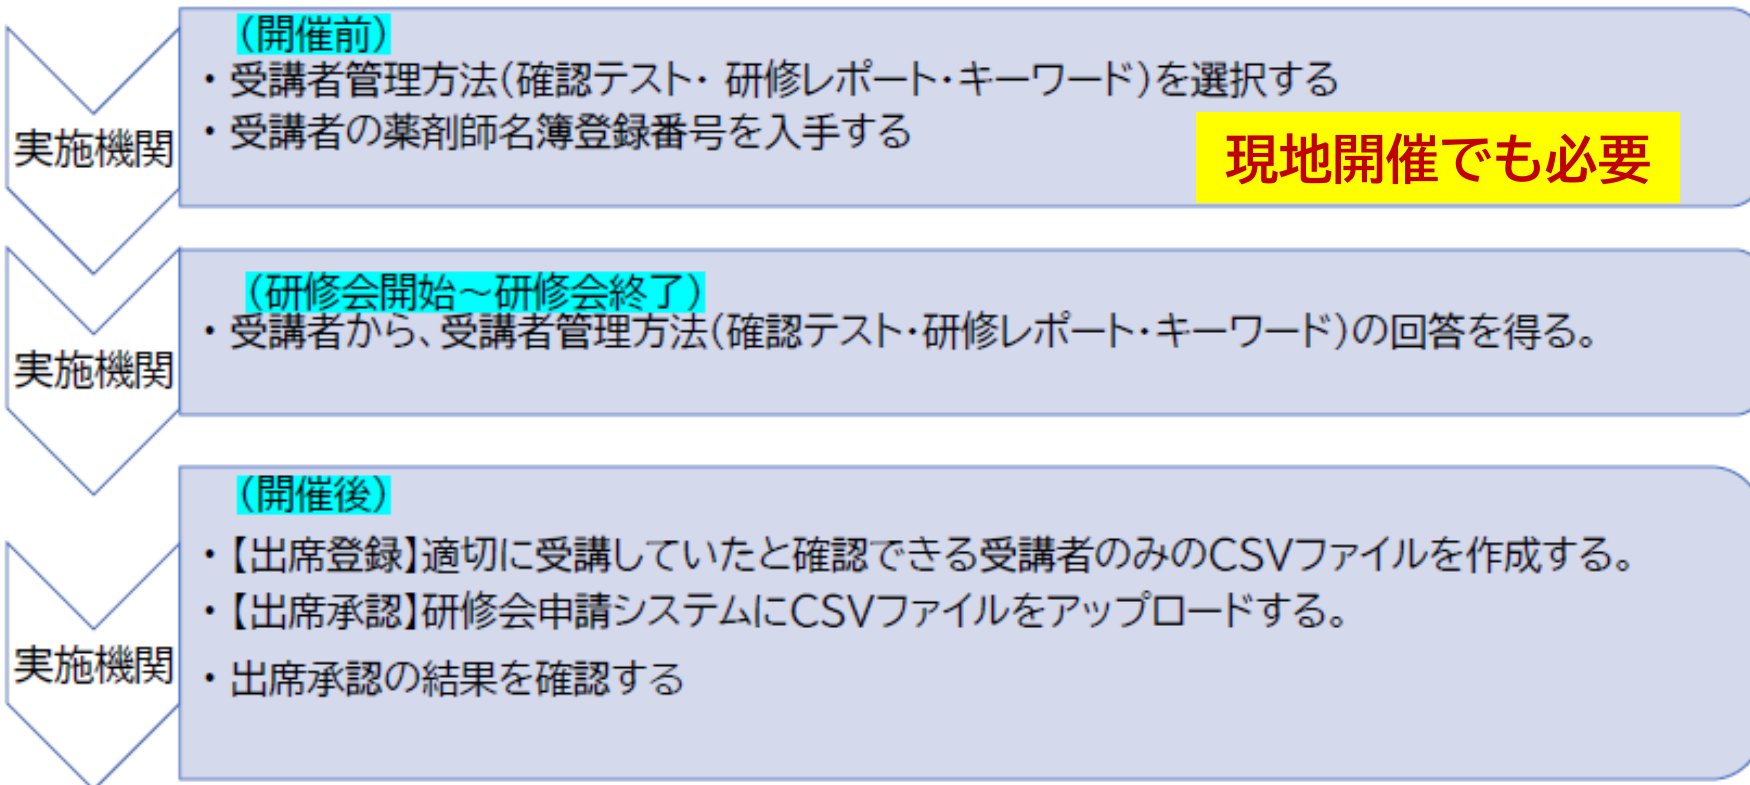 (開催前)
・受講者管理方法(確認テスト・ 研修レポート・キーワード)を選択する
・受講者の薬剤師名簿登録番号を入手する
実施機関
現地開催でも必要
(研修会開始~研修会終了)
・受講者から、受講者管理方法(確認テスト・研修レポート・キーワード)の回答を得る。
実施機関
(開催後)
・【出席登録】適切に受講していたと確認できる受講者のみのCSVファイルを作成する。
・【出席承認】研修会申請システムにCSVファイルをアップロードする。
実施機関
・出席承認の結果を確認する